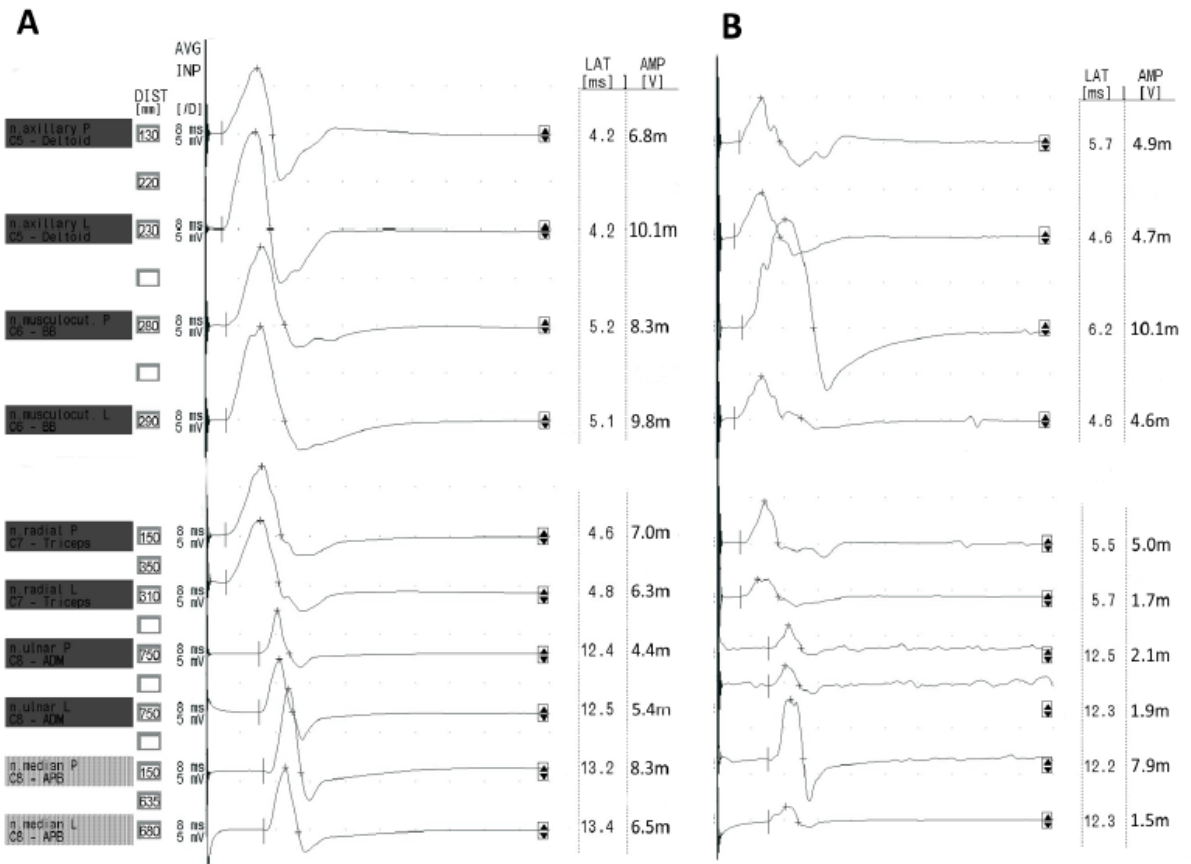 A
B
AVG
INP
LAT AMP
[ms] ] [V]
LAT AMP
[ms] | [V]
DIST
[mm] [/D]
n.axillary P
C5 - Deltoid
130 8 ms
5 mV
4.2 6.8m
5.7 4.9m
220
n.axillary L
C5 - Deltoid
230 8 ms
5 mV
4.2 10.1m
4.6 4.7m
n.musculocut. P
C6 - BB
280 8 ms
5 mV
5.2 8.3m
6.2 10.1m
n.musculocut. L
C6 - BB
290 8 ms
5 mV
5.1 9.8m
4.6 4.6m
n.radial P
C7 - Triceps
150 8 ms
5 mV
4.6 7.0m
5.5 5.0m
350
n.radial L
C7 - Triceps
310 8 ms
5 mV
4.8 6.3m
5.7 1.7m
n.ulnar P
C8 - ADM
750 8 ms
5 mV
12.4 4.4m
12.5 2.1m
n.ulnar L
C8 - ADM
750 8 ms
5 mV
12.5 5.4m
12.3 1.9m
n.median P
C8 - APB
150 8 ms
5 mV
13.2 8.3m
12.2 7.9m
635
n.median L
C8 - APB
680 8 ms
5 mV
13.4 6.5m
12.3 1.5m